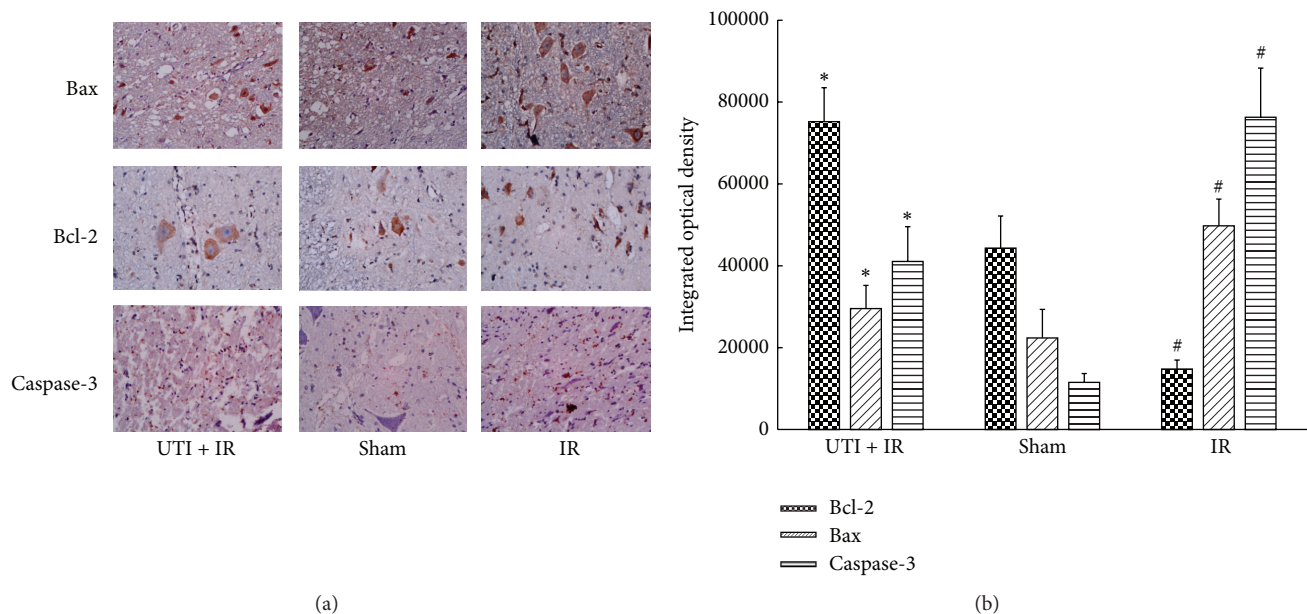 Bax
Bcl-2
Caspase-3
UTI + IR
Sham
IR
(a)
100000
80000
60000
40000
20000
0
Integrated optical density
*
*
*
#
#
#
UTI + IR
Sham
IR
Bcl-2
Bax
Caspase-3
(b)